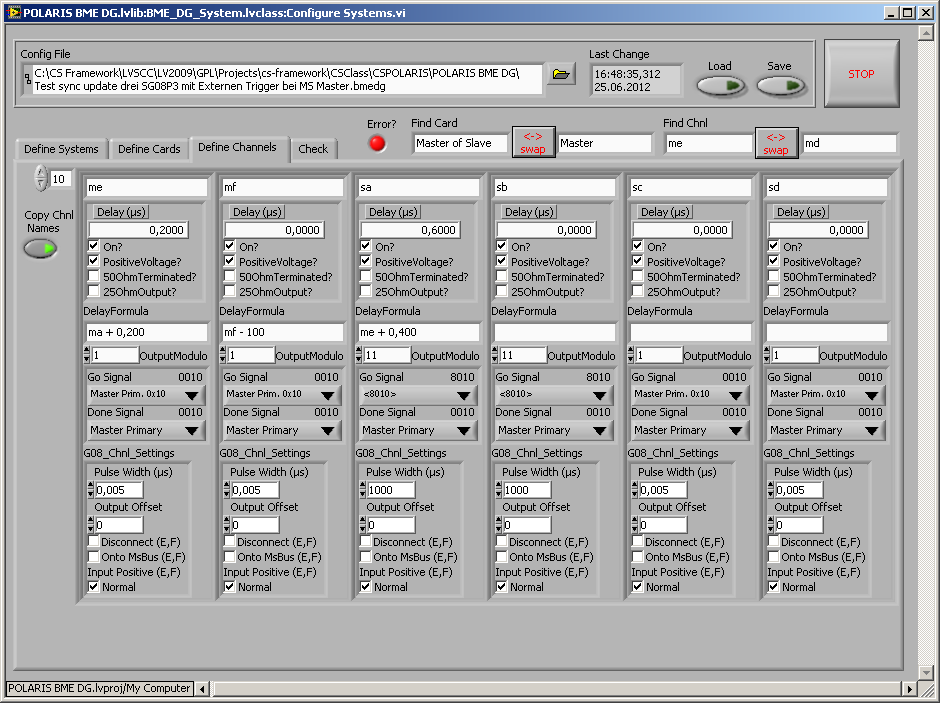 POLARIS BME DG.lvlib:BME_DG_System.lvclass:Configure Systems.vi
Config File
C:\CS Framework\LVSCC\LV2009\GPL\Projects\cs-framework\CSClass\CSPOLARIS\POLARIS BME DG\
Test sync update drei SG08P3 mit Externen Trigger bei MS Master.bmedg
Last Change
16:48:35,312
25.06.2012
Load Save
STOP
Error? Find Card Find Chnl
Master of Slave <-> swap Master me <-> swap md
Define Systems Define Cards Define Channels Check
10
Copy Chnl
Names
me mf sa sb sc sd
Delay (µs) Delay (µs) Delay (µs) Delay (µs) Delay (µs) Delay (µs)
0,2000 0,0000 0,6000 0,0000 0,0000 0,0000
On? On? On? On? On? On?
PositiveVoltage? PositiveVoltage? PositiveVoltage? PositiveVoltage? PositiveVoltage? PositiveVoltage?
50OhmTerminated? 50OhmTerminated? 50OhmTerminated? 50OhmTerminated? 50OhmTerminated? 50OhmTerminated?
25OhmOutput? 25OhmOutput? 25OhmOutput? 25OhmOutput? 25OhmOutput? 25OhmOutput?
DelayFormula DelayFormula DelayFormula DelayFormula DelayFormula DelayFormula
ma + 0,200 mf - 100 me + 0,400
1 OutputModulo 1 OutputModulo 11 OutputModulo 11 OutputModulo 1 OutputModulo 1 OutputModulo
Go Signal 0010 Go Signal 0010 Go Signal 8010 Go Signal 8010 Go Signal 0010 Go Signal 0010
Master Prim. 0x10 Master Prim. 0x10 <8010> <8010> Master Prim. 0x10 Master Prim. 0x10
Done Signal 0010 Done Signal 0010 Done Signal 0010 Done Signal 0010 Done Signal 0010 Done Signal 0010
Master Primary Master Primary Master Primary Master Primary Master Primary Master Primary
G08_Chnl_Settings G08_Chnl_Settings G08_Chnl_Settings G08_Chnl_Settings G08_Chnl_Settings G08_Chnl_Settings
Pulse Width (µs) Pulse Width (µs) Pulse Width (µs) Pulse Width (µs) Pulse Width (µs) Pulse Width (µs)
0,005 0,005 1000 1000 0,005 0,005
Output Offset Output Offset Output Offset Output Offset Output Offset Output Offset
0 0 0 0 0 0
Disconnect (E,F) Disconnect (E,F) Disconnect (E,F) Disconnect (E,F) Disconnect (E,F) Disconnect (E,F)
Onto MsBus (E,F) Onto MsBus (E,F) Onto MsBus (E,F) Onto MsBus (E,F) Onto MsBus (E,F) Onto MsBus (E,F)
Input Positive (E,F) Input Positive (E,F) Input Positive (E,F) Input Positive (E,F) Input Positive (E,F) Input Positive (E,F)
Normal Normal Normal Normal Normal Normal
POLARIS BME DG.lvproj/My Computer